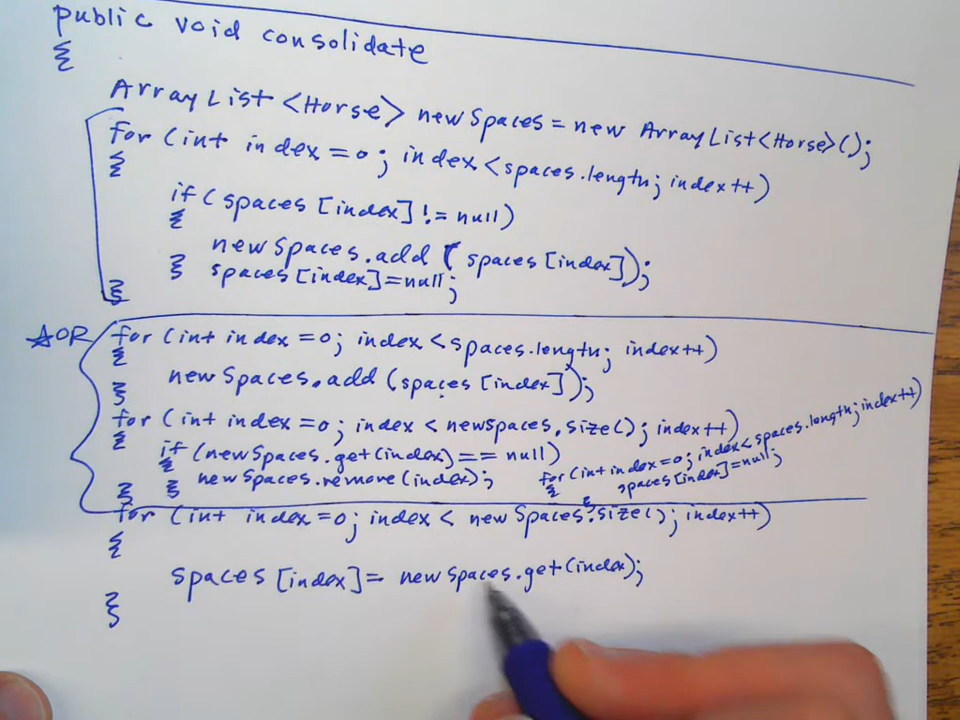 public void consolidate
{
ArrayList <Horse> newSpaces = new ArrayList<Horse>();
for (int index = 0; index < spaces.length; index++)
{
if (spaces [index] != null)
{
newSpaces.add (spaces [index]);
} spaces [index] = null;
}
☆OR for (int index = 0; index < spaces.length; index++)
{
newSpaces.add (spaces [index]);
}
for (int index = 0; index < newSpaces.size(); index++)
{ if (newSpaces.get(index) == null)
{ newSpaces.remove (index);
} }
for (int index = 0; index < spaces.length; index++)
{ spaces [index] = null;
}
for (int index = 0; index < newSpaces.size(); index++)
{
spaces [index] = newSpaces.get(index);
}